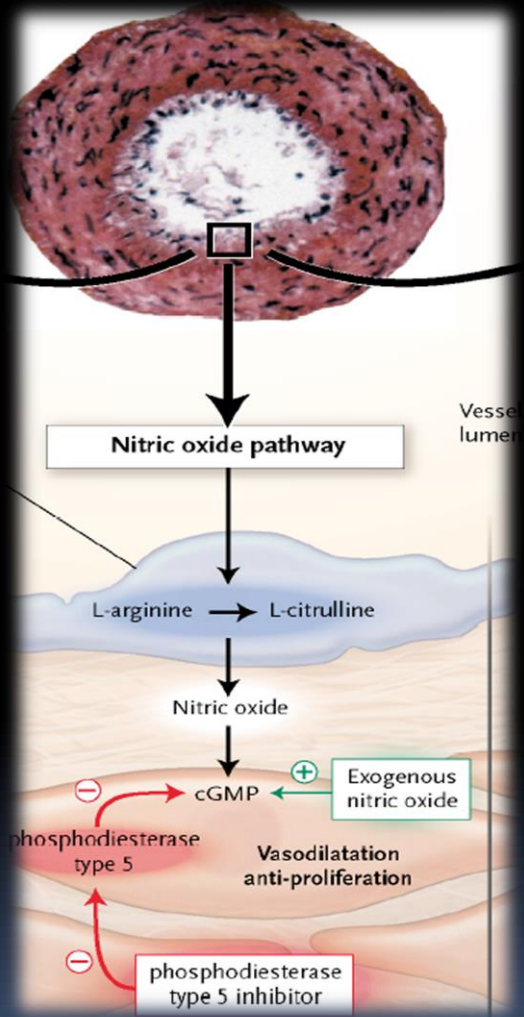 Vesse
lumen
Nitric oxide pathway
L-arginine → L-citrulline
Nitric oxide
cGMP
+
Exogenous
nitric oxide
−
phosphodiesterase
type 5
Vasodilatation
anti-proliferation
−
phosphodiesterase
type 5 inhibitor